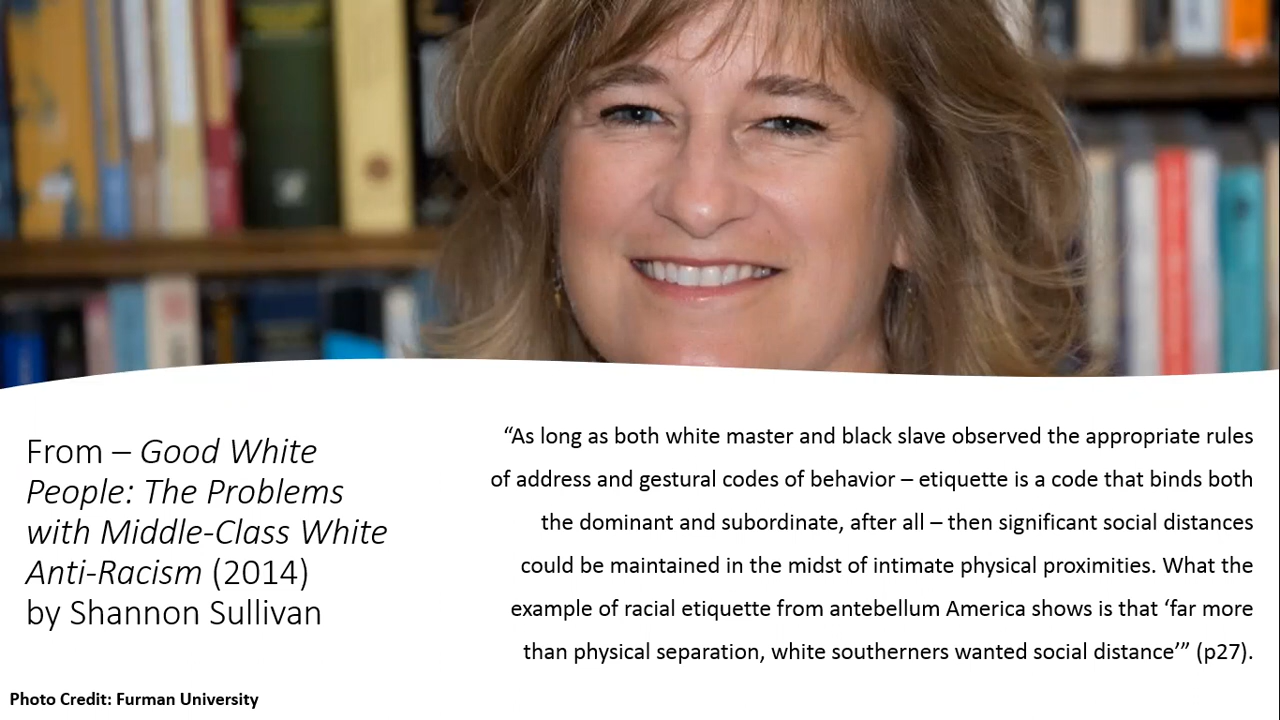 From – Good White
People: The Problems
with Middle-Class White
Anti-Racism (2014)
by Shannon Sullivan
“As long as both white master and black slave observed the appropriate rules
of address and gestural codes of behavior – etiquette is a code that binds both
the dominant and subordinate, after all – then significant social distances
could be maintained in the midst of intimate physical proximities. What the
example of racial etiquette from antebellum America shows is that ‘far more
than physical separation, white southerners wanted social distance’” (p27).
Photo Credit: Furman University